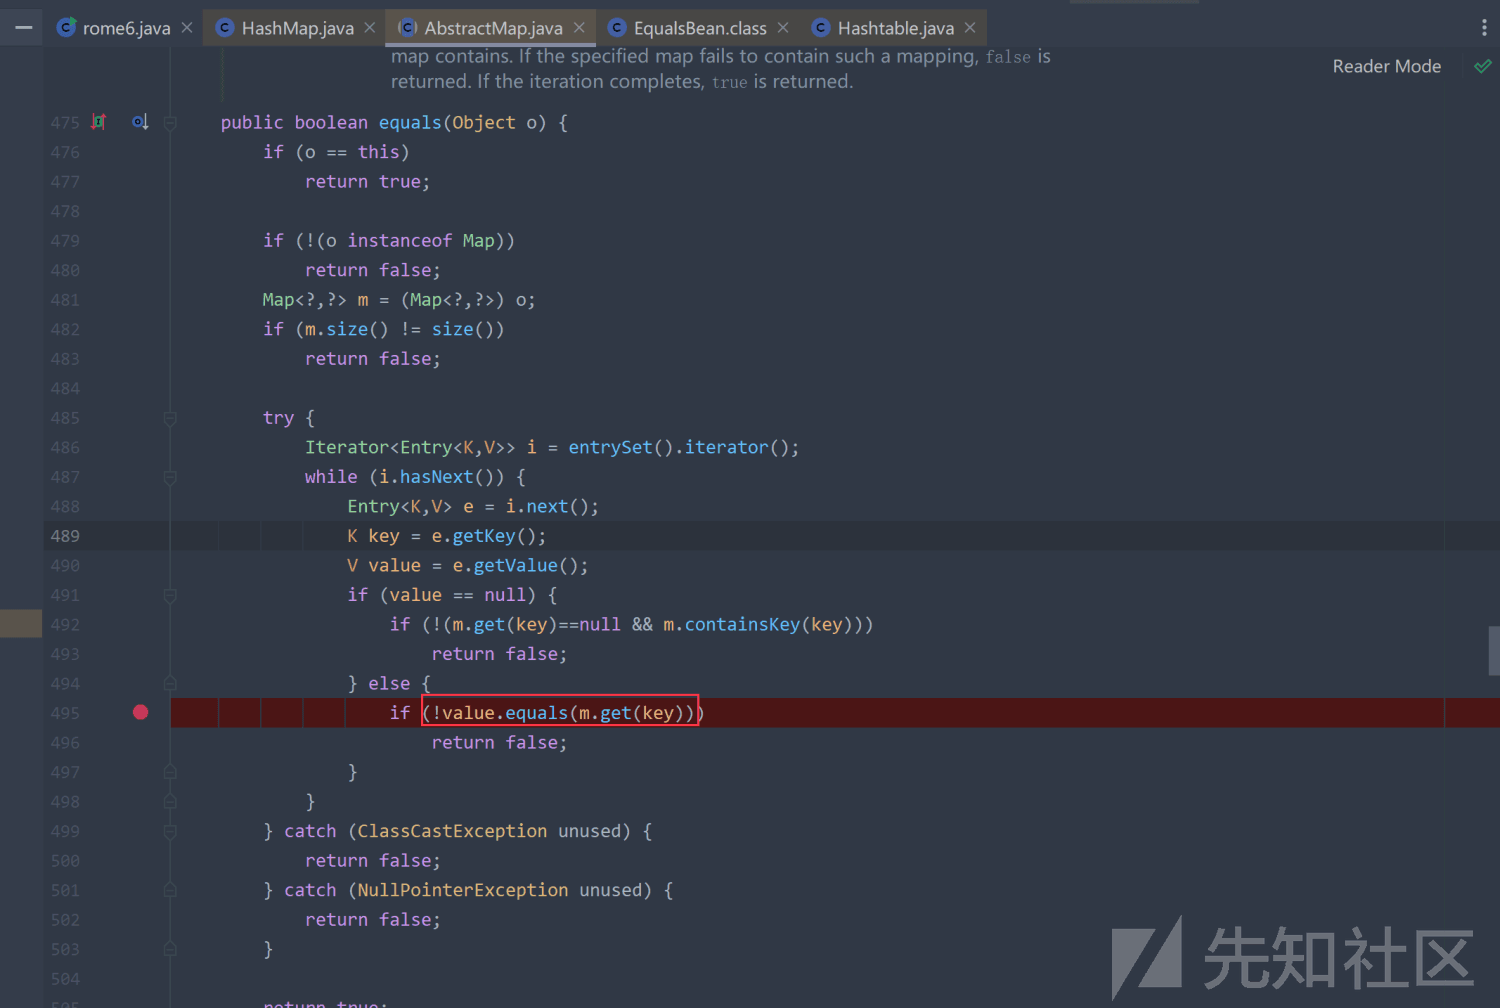 rome6.java HashMap.java AbstractMap.java EqualsBean.class Hashtable.java
map contains. If the specified map fails to contain such a mapping, false is
returned. If the iteration completes, true is returned.
Reader Mode
475 public boolean equals(Object o) {
476 if (o == this)
477 return true;
478
479 if (!(o instanceof Map))
480 return false;
481 Map<?,?> m = (Map<?,?>) o;
482 if (m.size() != size())
483 return false;
484
485 try {
486 Iterator<Entry<K,V>> i = entrySet().iterator();
487 while (i.hasNext()) {
488 Entry<K,V> e = i.next();
489 K key = e.getKey();
490 V value = e.getValue();
491 if (value == null) {
492 if (!(m.get(key)==null && m.containsKey(key)))
493 return false;
494 } else {
495 if (!value.equals(m.get(key)))
496 return false;
497 }
498 }
499 } catch (ClassCastException unused) {
500 return false;
501 } catch (NullPointerException unused) {
502 return false;
503 }
504
505 return true;
先知社区